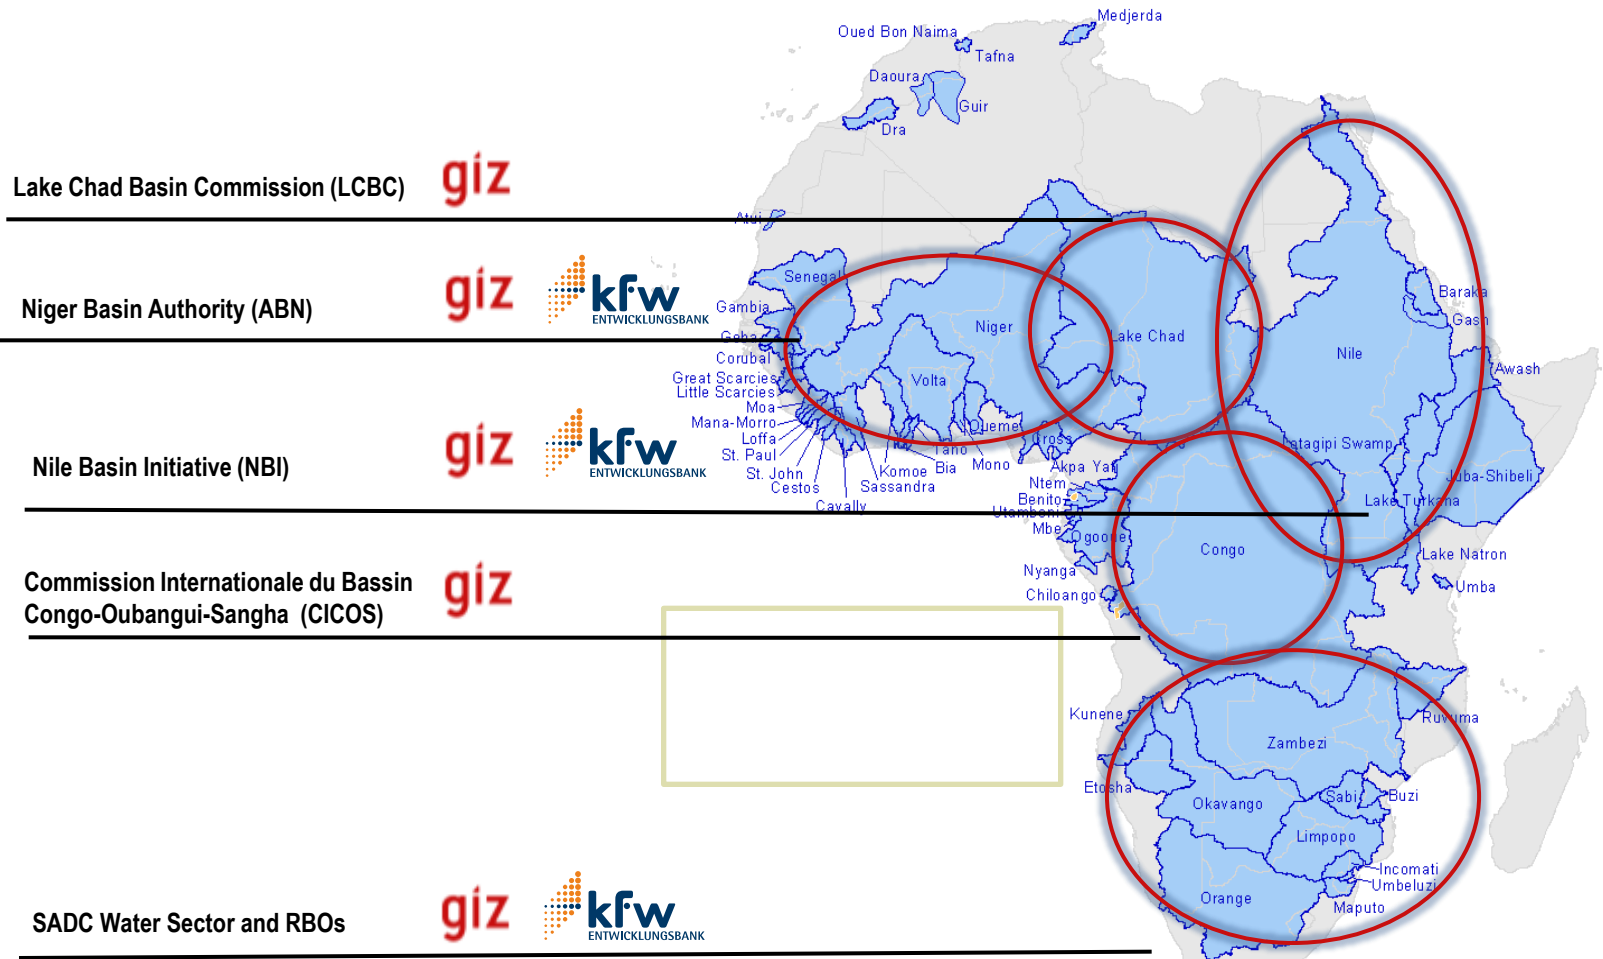 Medjerda
Oued Bon Naima
Tafna
Daoura
Guir
Dra
Lake Chad Basin Commission (LCBC)
giz
Atui
Niger Basin Authority (ABN)
giz
kfw
ENTWICKLUNGSBANK
Senegal
Gambia
Geba
Corubal
Great Scarcies
Little Scarcies
Moa
Mana-Morro
Loffa
St. Paul
St. John
Cestos
Cavally
Sassandra
Komoe
Bia
Tano
Mono
Oueme
Volta
Niger
Lake Chad
Cross
Akpa Yafi
Nile
Baraka
Gash
Awash
Lotagipi Swamp
Juba-Shibeli
Lake Turkana
Nile Basin Initiative (NBI)
giz
kfw
ENTWICKLUNGSBANK
Ntem
Benito
Utamboni
Mbe
Ogooue
Nyanga
Chiloango
Congo
Lake Natron
Umba
Commission Internationale du Bassin
Congo-Oubangui-Sangha (CICOS)
giz
Kunene
Ruvuma
Zambezi
Etosha
Okavango
Sabi
Buzi
Limpopo
Incomati
Umbeluzi
Orange
Maputo
SADC Water Sector and RBOs
giz
kfw
ENTWICKLUNGSBANK